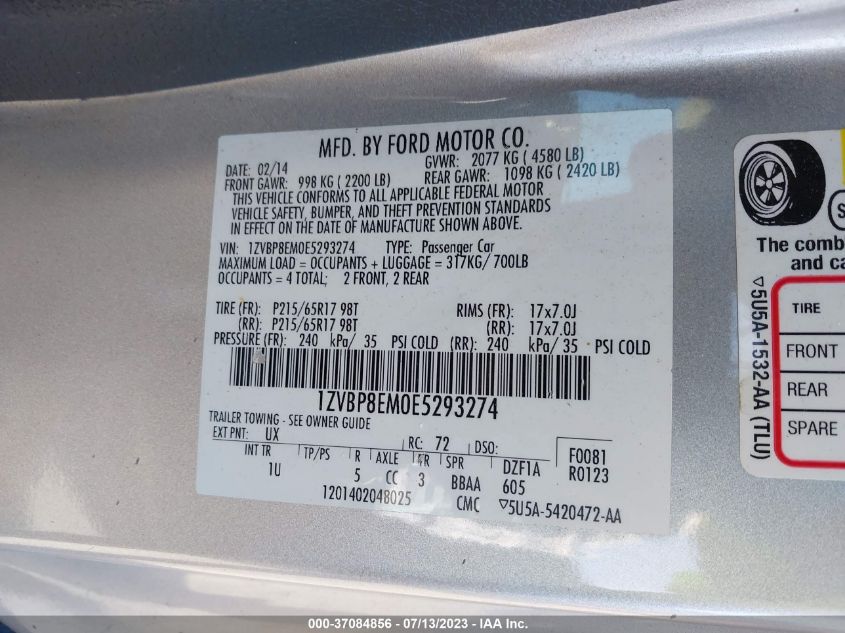 MFD. BY FORD MOTOR CO.
DATE: 02/14 GVWR: 2077 KG ( 4580 LB)
FRONT GAWR: 998 KG ( 2200 LB) REAR GAWR: 1098 KG ( 2420 LB)
THIS VEHICLE CONFORMS TO ALL APPLICABLE FEDERAL MOTOR
VEHICLE SAFETY, BUMPER, AND THEFT PREVENTION STANDARDS
IN EFFECT ON THE DATE OF MANUFACTURE SHOWN ABOVE.
VIN: 1ZVBP8EM0E5293274 TYPE: Passenger Car
MAXIMUM LOAD = OCCUPANTS + LUGGAGE = 317KG/ 700LB
OCCUPANTS = 4 TOTAL; 2 FRONT, 2 REAR
TIRE (FR): P215/65R17 98T RIMS (FR): 17x7.0J
(RR): P215/65R17 98T (RR): 17x7.0J
PRESSURE (FR): 240 kPa/ 35 PSI COLD (RR): 240 kPa/ 35 PSI COLD
1ZVBP8EM0E5293274
TRAILER TOWING - SEE OWNER GUIDE
EXT PNT: UX RC: 72 DSO: F0081
INT TR TP/PS R AXLE TR SPR DZF1A R0123
1U 5 CC 3 BBAA 605
1201402048025 CMC ▽5U5A-5420472-AA
The comb
and ca
▽5U5A-1532-AA (TLU)
TIRE
FRONT
REAR
SPARE
000-37084856 - 07/13/2023 - IAA Inc.